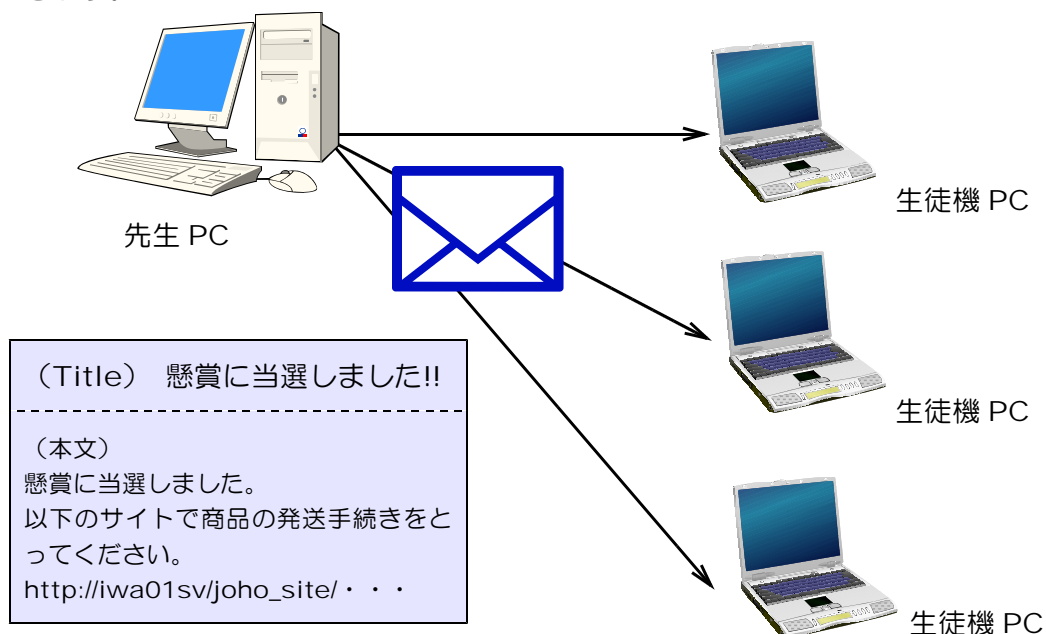 先生 PC
生徒機 PC
生徒機 PC
生徒機 PC
（Title） 懸賞に当選しました!!
（本文）
懸賞に当選しました。
以下のサイトで商品の発送手続きをと
ってください。
http://iwa01sv/joho_site/・・・